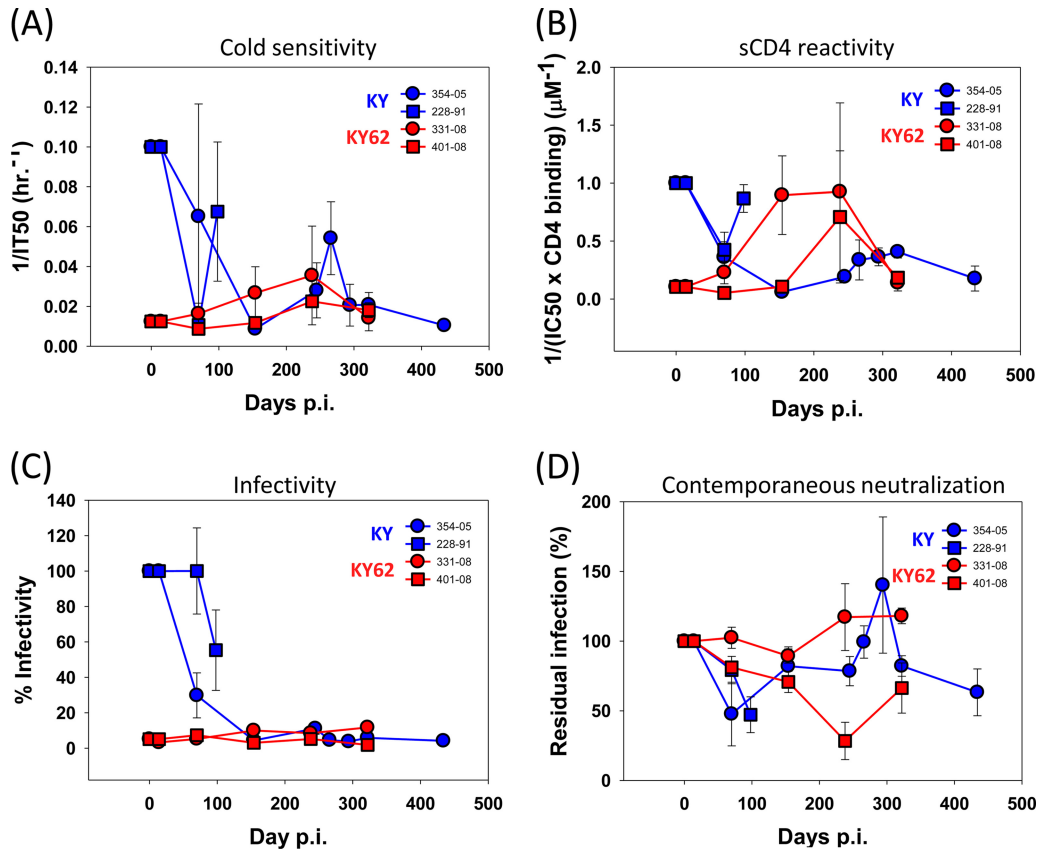 (A)
Cold sensitivity
0.14
0.12
0.10
0.08
0.06
0.04
0.02
0.00
1/IT50 (hr.⁻¹)
KY
354-05
228-91
KY62
331-08
401-08
0 100 200 300 400 500
Days p.i.
(B)
sCD4 reactivity
2.0
1.5
1.0
0.5
0.0
1/(IC50 x CD4 binding) (μM⁻¹)
KY
354-05
228-91
KY62
331-08
401-08
0 100 200 300 400 500
Days p.i.
(C)
Infectivity
140
120
100
80
60
40
20
0
% Infectivity
KY
354-05
228-91
KY62
331-08
401-08
0 100 200 300 400 500
Day p.i.
(D)
Contemporaneous neutralization
200
150
100
50
0
Residual infection (%)
KY
354-05
228-91
KY62
331-08
401-08
0 100 200 300 400 500
Days p.i.